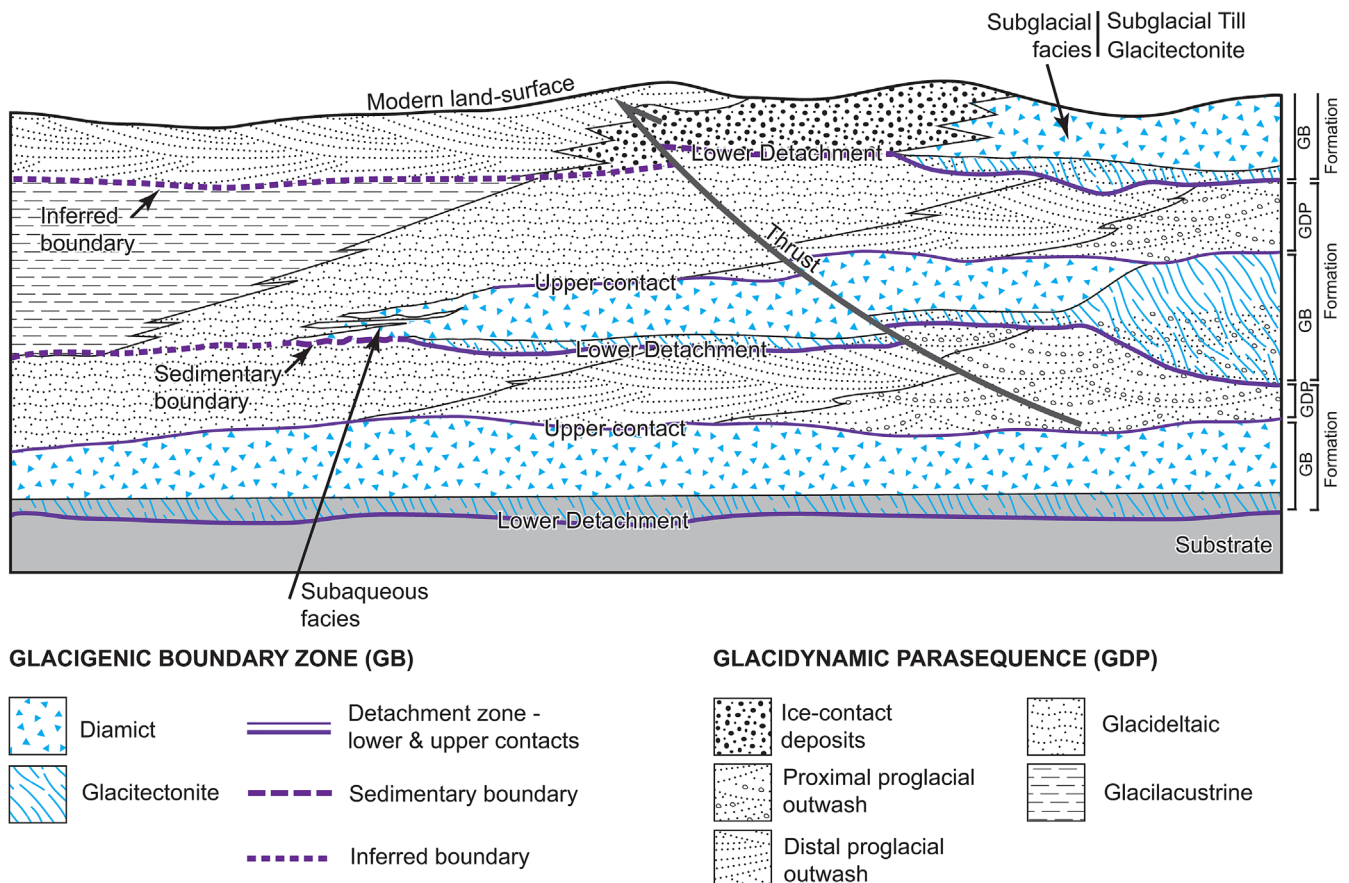 Subglacial facies
Subglacial Till
Glacitectonite
Modern land-surface
Lower Detachment
GB
Formation
Inferred
boundary
GDP
Thrust
Upper contact
Formation
GB
Lower Detachment
Sedimentary
boundary
GDP
Upper contact
GB
Formation
Lower Detachment
Substrate
Subaqueous
facies
GLACIGENIC BOUNDARY ZONE (GB)
Diamict
Glacitectonite
Detachment zone -
lower & upper contacts
Sedimentary boundary
Inferred boundary
GLACIDYNAMIC PARASEQUENCE (GDP)
Ice-contact
deposits
Proximal proglacial
outwash
Distal proglacial
outwash
Glacideltaic
Glacilacustrine